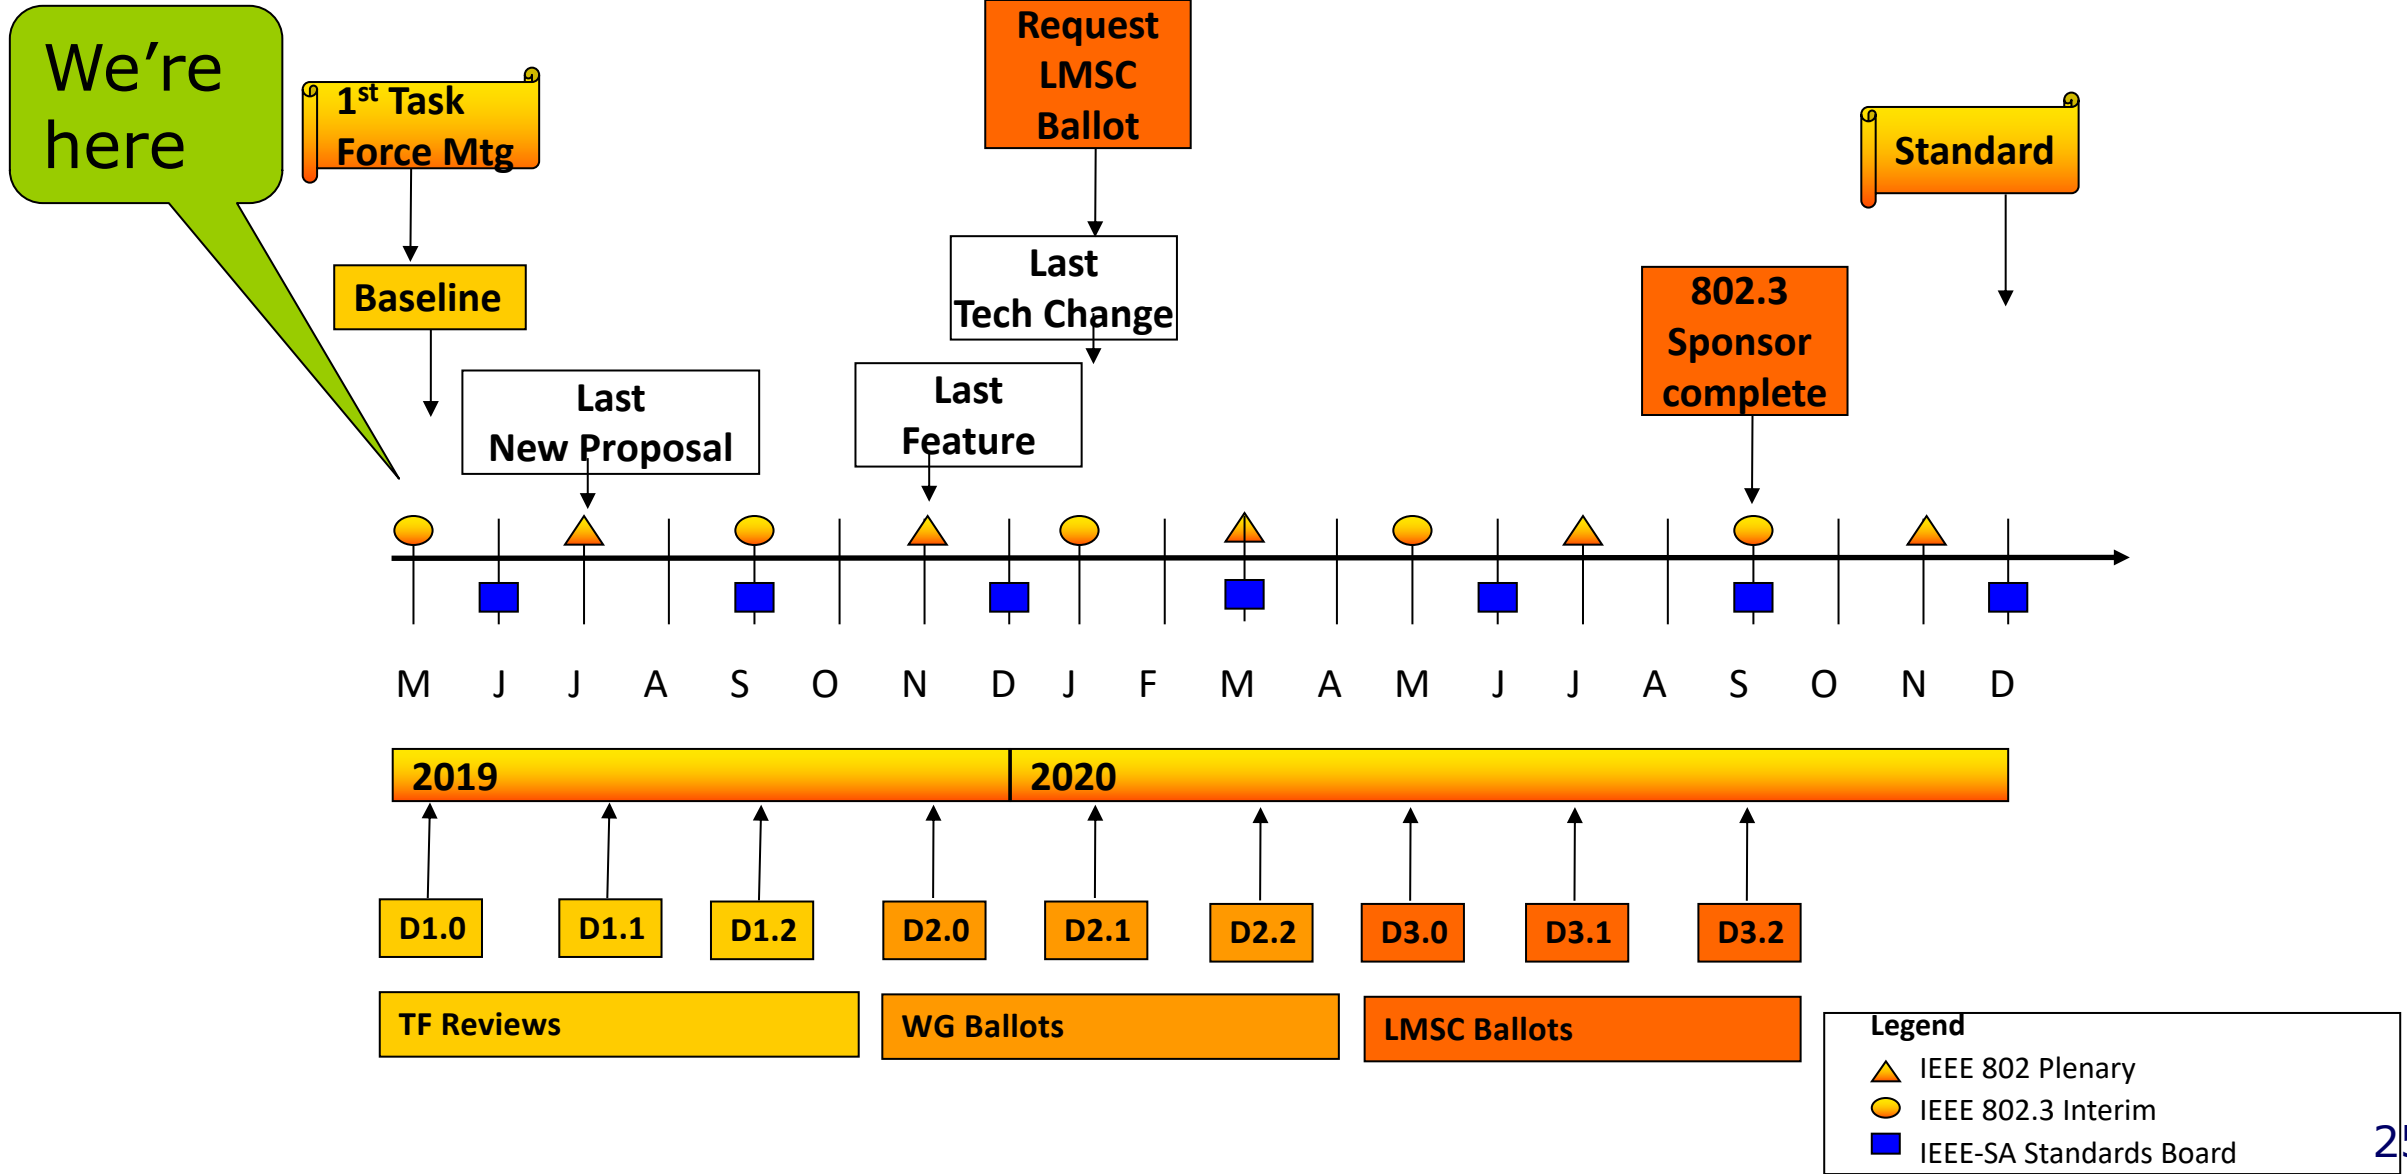 We're
here
1st Task
Force Mtg
Request
LMSC
Ballot
Standard
Baseline
Last
Tech Change
802.3
Sponsor
complete
Last
New Proposal
Last
Feature
M J J A S O N D J F M A M J J A S O N D
2019 2020
D1.0 D1.1 D1.2 D2.0 D2.1 D2.2 D3.0 D3.1 D3.2
TF Reviews WG Ballots LMSC Ballots
Legend
IEEE 802 Plenary
IEEE 802.3 Interim
IEEE-SA Standards Board